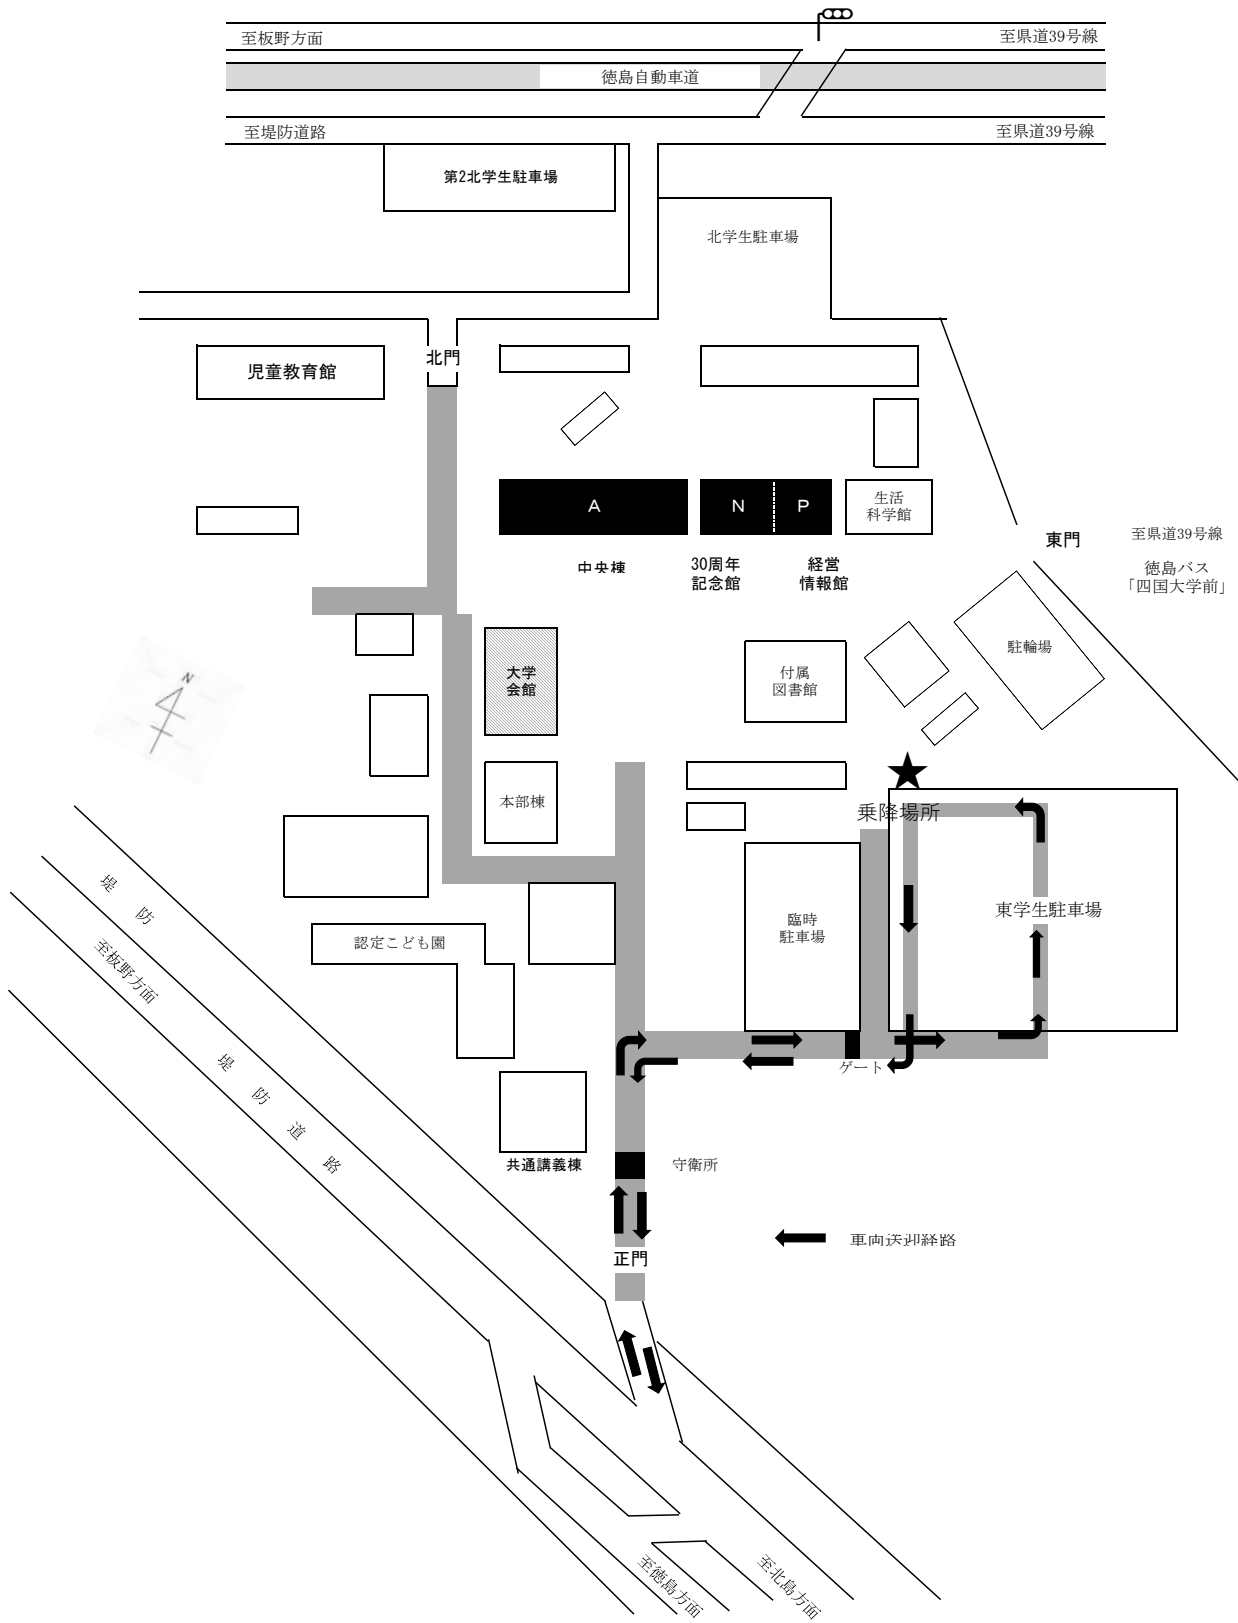 至板野方面
至県道39号線
徳島自動車道
至堤防道路
至県道39号線
第2北学生駐車場
北学生駐車場
北門
児童教育館
A
N
P
生活
科学館
東門
至県道39号線
中央棟
30周年
記念館
経営
情報館
徳島バス
「四国大学前」
駐輪場
大学
会館
付属
図書館
N
本部棟
乗降場所
堤防
東学生駐車場
臨時
駐車場
認定こども園
至板野方面
堤防道路
ゲート
共通講義棟
守衛所
車両送迎経路
正門
至徳島方面
至北島方面